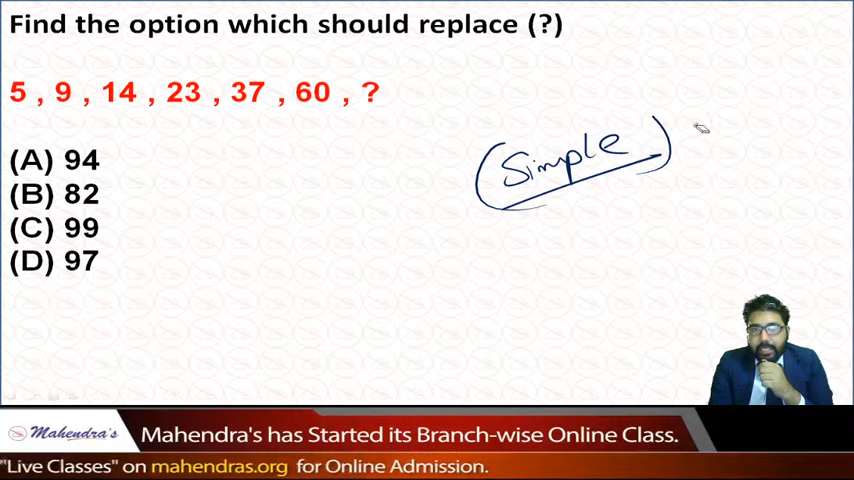 Find the option which should replace (?)
5 , 9 , 14 , 23 , 37 , 60 , ?
Simple
(A) 94
(B) 82
(C) 99
(D) 97
Mahendra's
Mahendra's has Started its Branch-wise Online Class.
"Live Classes" on mahendras.org for Online Admission.